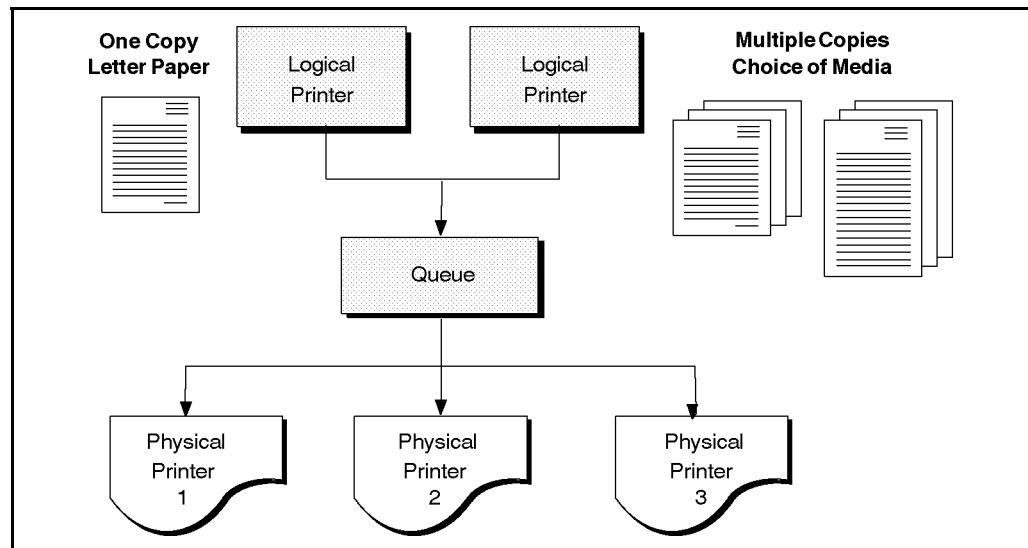 One Copy
Letter Paper
Logical
Printer
Logical
Printer
Multiple Copies
Choice of Media
Queue
Physical
Printer
1
Physical
Printer
2
Physical
Printer
3